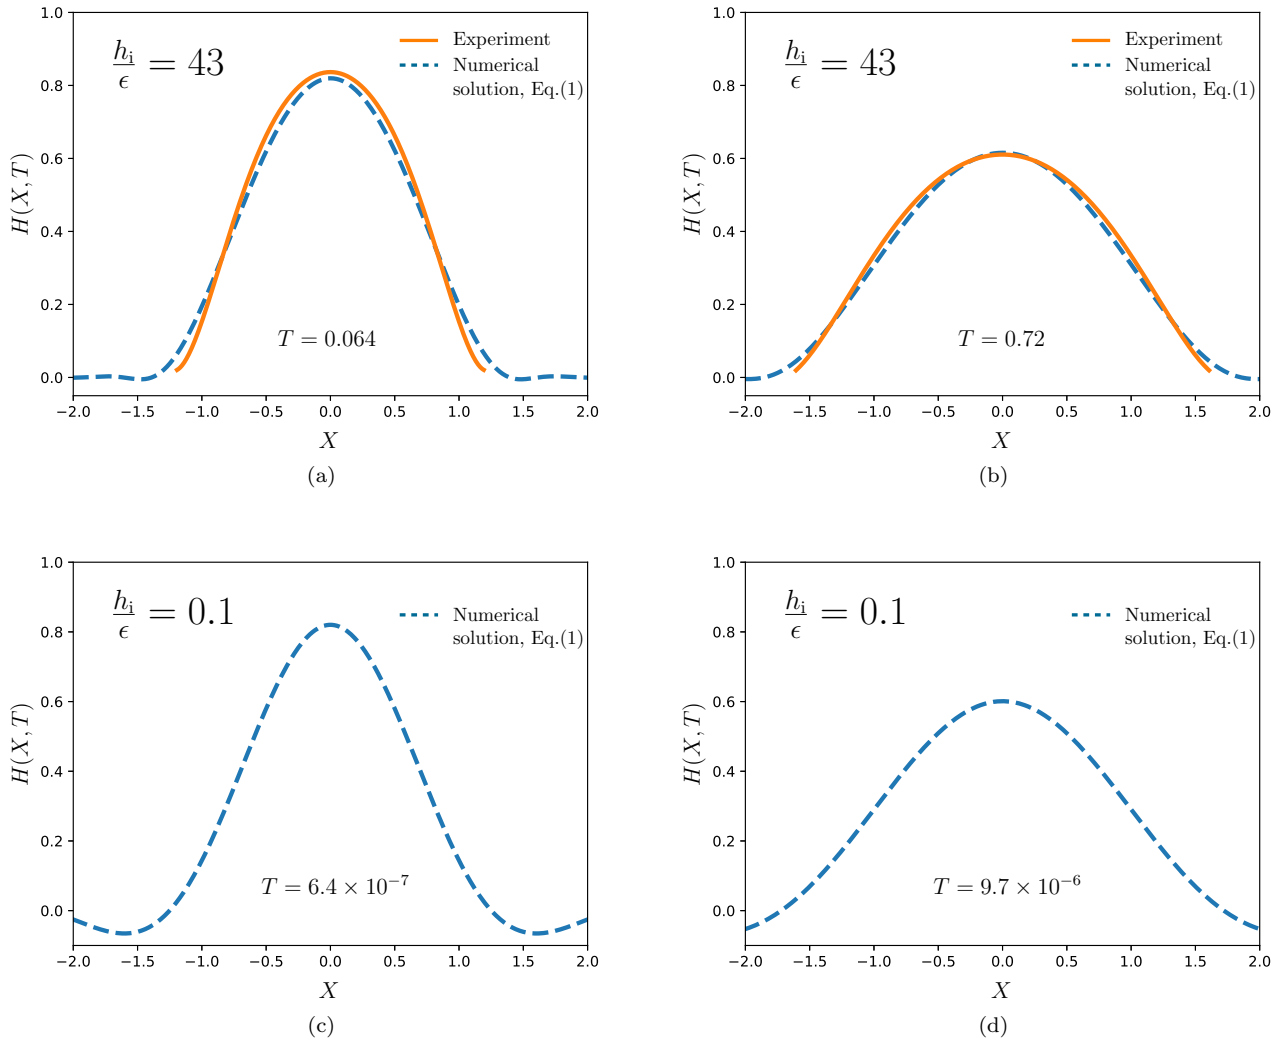 1.0
0.8
0.6
0.4
0.2
0.0
H(X, T)
h_i/ϵ = 43
Experiment
Numerical
solution, Eq.(1)
T = 0.064
−2.0 −1.5 −1.0 −0.5 0.0 0.5 1.0 1.5 2.0
X
(a)
1.0
0.8
0.6
0.4
0.2
0.0
H(X, T)
h_i/ϵ = 43
Experiment
Numerical
solution, Eq.(1)
T = 0.72
−2.0 −1.5 −1.0 −0.5 0.0 0.5 1.0 1.5 2.0
X
(b)
1.0
0.8
0.6
0.4
0.2
0.0
H(X, T)
h_i/ϵ = 0.1
Numerical
solution, Eq.(1)
T = 6.4 × 10⁻⁷
−2.0 −1.5 −1.0 −0.5 0.0 0.5 1.0 1.5 2.0
X
(c)
1.0
0.8
0.6
0.4
0.2
0.0
H(X, T)
h_i/ϵ = 0.1
Numerical
solution, Eq.(1)
T = 9.7 × 10⁻⁶
−2.0 −1.5 −1.0 −0.5 0.0 0.5 1.0 1.5 2.0
X
(d)